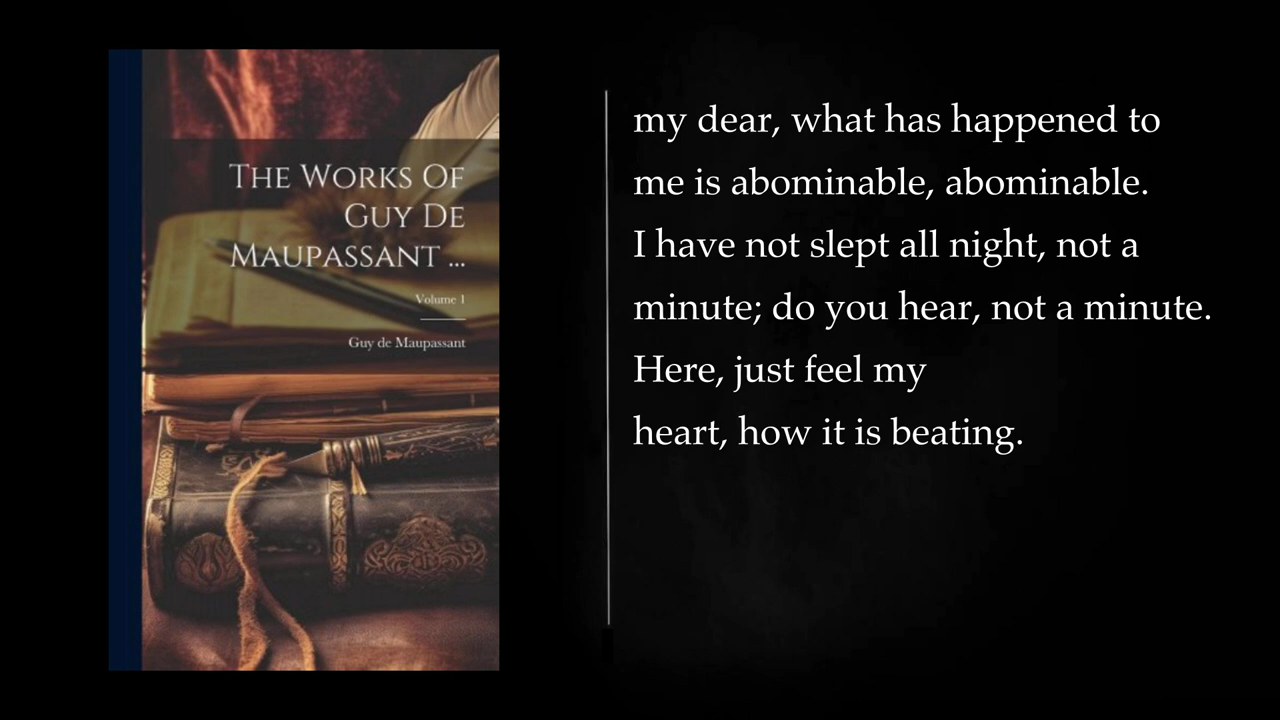 The Works Of
Guy De
Maupassant ...
Volume 1
Guy de Maupassant
my dear, what has happened to
me is abominable, abominable.
I have not slept all night, not a
minute; do you hear, not a minute.
Here, just feel my
heart, how it is beating.